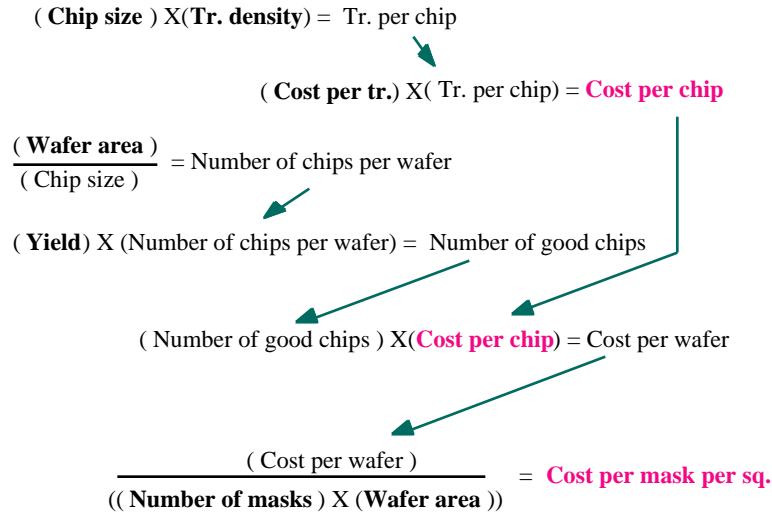 ( Chip size ) X(Tr. density) = Tr. per chip
( Cost per tr.) X( Tr. per chip) = Cost per chip
( Wafer area )
( Chip size )
= Number of chips per wafer
( Yield) X (Number of chips per wafer) = Number of good chips
( Number of good chips ) X(Cost per chip) = Cost per wafer
( Cost per wafer )
(( Number of masks ) X (Wafer area ))
= Cost per mask per sq.